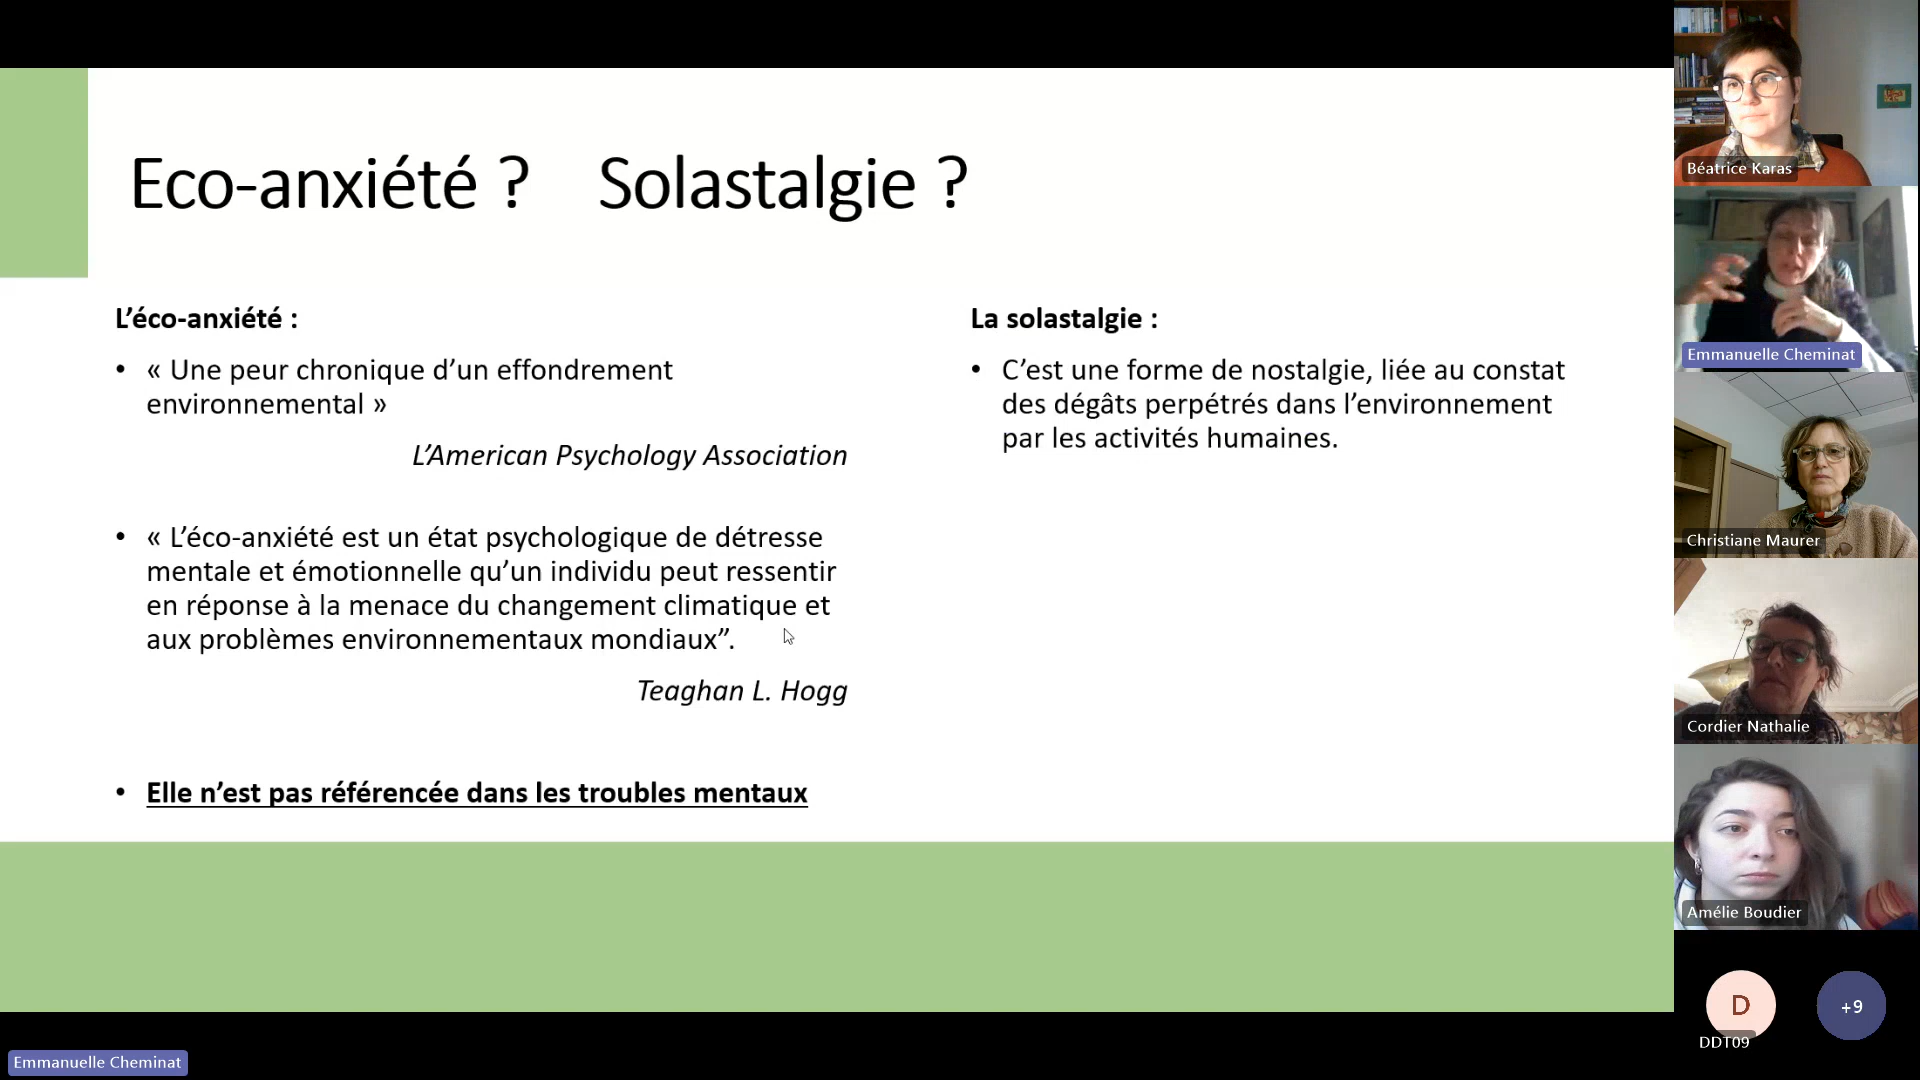 Eco-anxiété ? Solastalgie ?
L’éco-anxiété :
• « Une peur chronique d’un effondrement
environnemental »
L’American Psychology Association
• « L’éco-anxiété est un état psychologique de détresse
mentale et émotionnelle qu’un individu peut ressentir
en réponse à la menace du changement climatique et
aux problèmes environnementaux mondiaux”.
Teaghan L. Hogg
• Elle n’est pas référencée dans les troubles mentaux
La solastalgie :
• C’est une forme de nostalgie, liée au constat
des dégâts perpétrés dans l’environnement
par les activités humaines.
Béatrice Karas
Emmanuelle Cheminat
Christiane Maurer
Cordier Nathalie
Amélie Boudier
D
+9
DDT09
Emmanuelle Cheminat